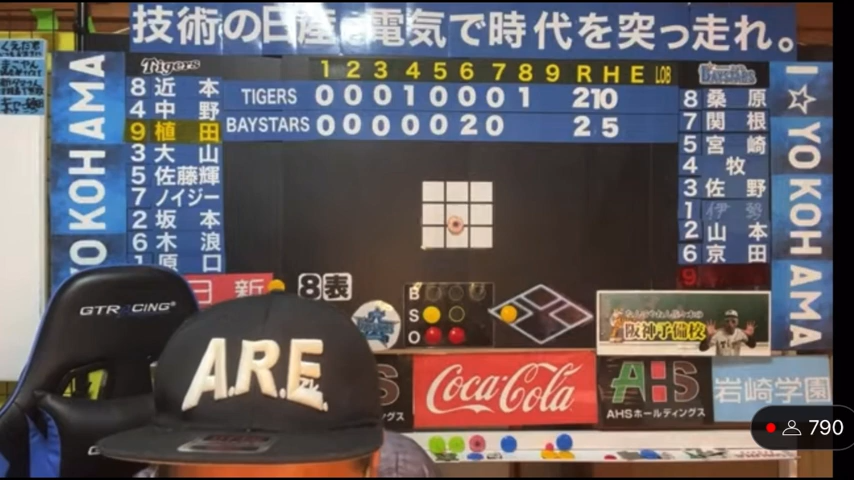 技術の日産 電気で時代を突っ走れ。
YOKOHAMA
I☆YOKOHAMA
Tigers
8 近本
4 中野
9 植田
3 大山
5 佐藤輝
7 ノイジー
2 坂本
6 木浪
1 原口
1 2 3 4 5 6 7 8 9 R H E LOB
TIGERS 0 0 0 1 0 0 0 1 2 10
BAYSTARS 0 0 0 0 0 2 0 2 5
8 桑原
7 関根
5 宮崎
4 牧
3 佐野
1 伊勢
2 山本
6 京田
9
日新
8表
B
S
O
阪神予備校
GTRACING
A.R.E.
Coca-Cola
AHS
AHSホールディングス
岩崎学園
790